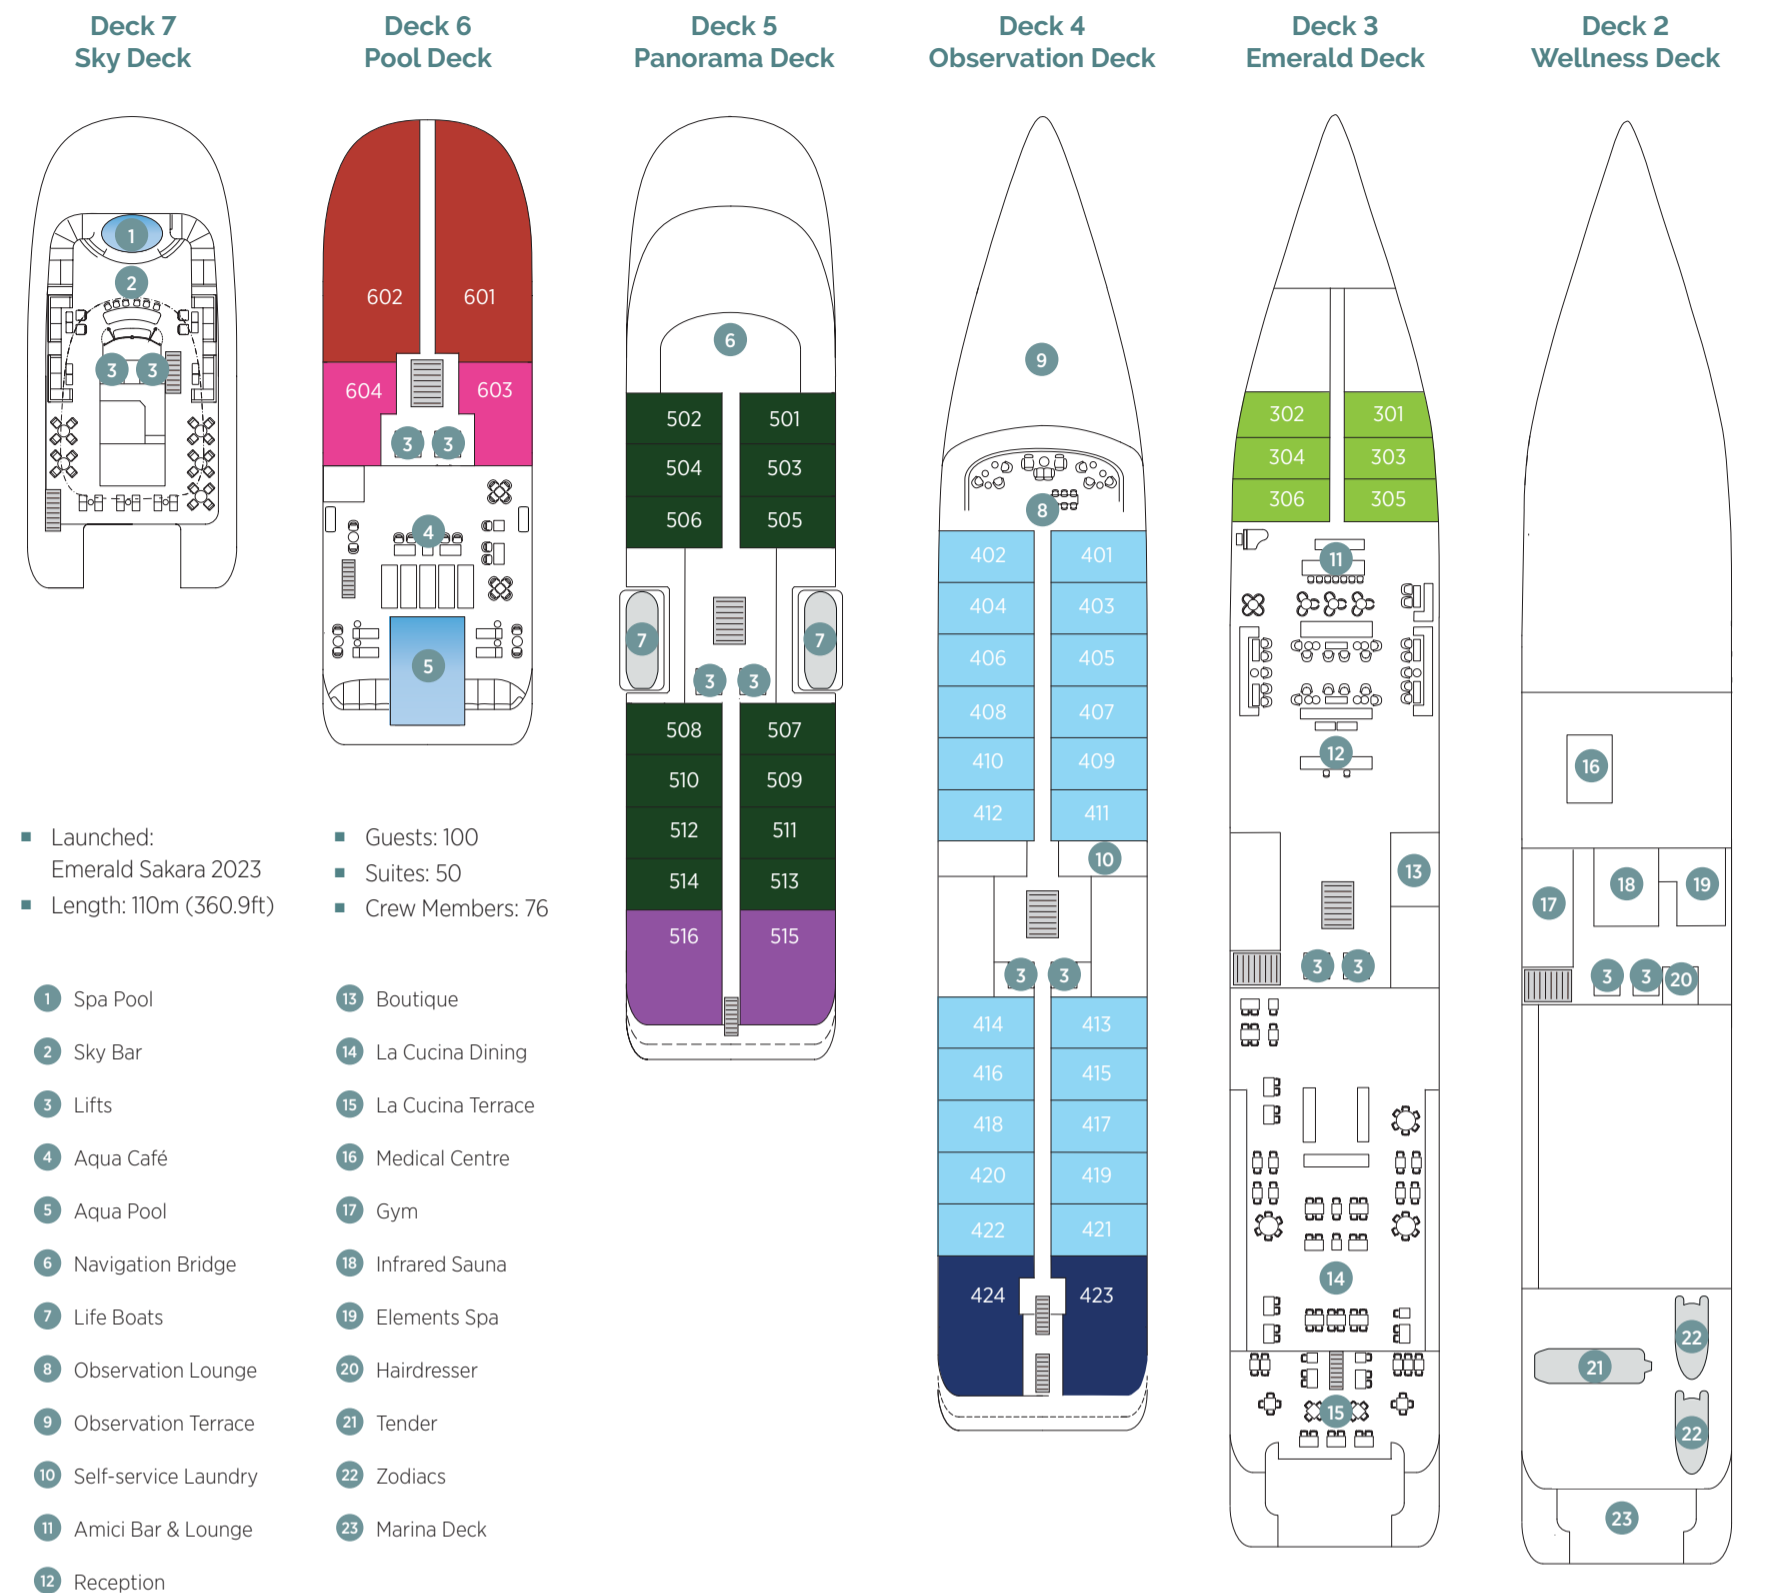 Deck 7
Sky Deck
Deck 6
Pool Deck
Deck 5
Panorama Deck
Deck 4
Observation Deck
Deck 3
Emerald Deck
Deck 2
Wellness Deck
1
2
3 3
602 601
604 603
3 3
4
5
6
502 501
504 503
506 505
7 7
3 3
508 507
510 509
512 511
514 513
516 515
9
8
402 401
404 403
406 405
408 407
410 409
412 411
10
3 3
414 413
416 415
418 417
420 419
422 421
424 423
302 301
304 303
306 305
11
12
13
3 3
14
15
16
17 18 19
3 3 20
22
21
22
23
Launched:
Emerald Sakara 2023
Length: 110m (360.9ft)
Guests: 100
Suites: 50
Crew Members: 76
1 Spa Pool
2 Sky Bar
3 Lifts
4 Aqua Café
5 Aqua Pool
6 Navigation Bridge
7 Life Boats
8 Observation Lounge
9 Observation Terrace
10 Self-service Laundry
11 Amici Bar & Lounge
12 Reception
13 Boutique
14 La Cucina Dining
15 La Cucina Terrace
16 Medical Centre
17 Gym
18 Infrared Sauna
19 Elements Spa
20 Hairdresser
21 Tender
22 Zodiacs
23 Marina Deck